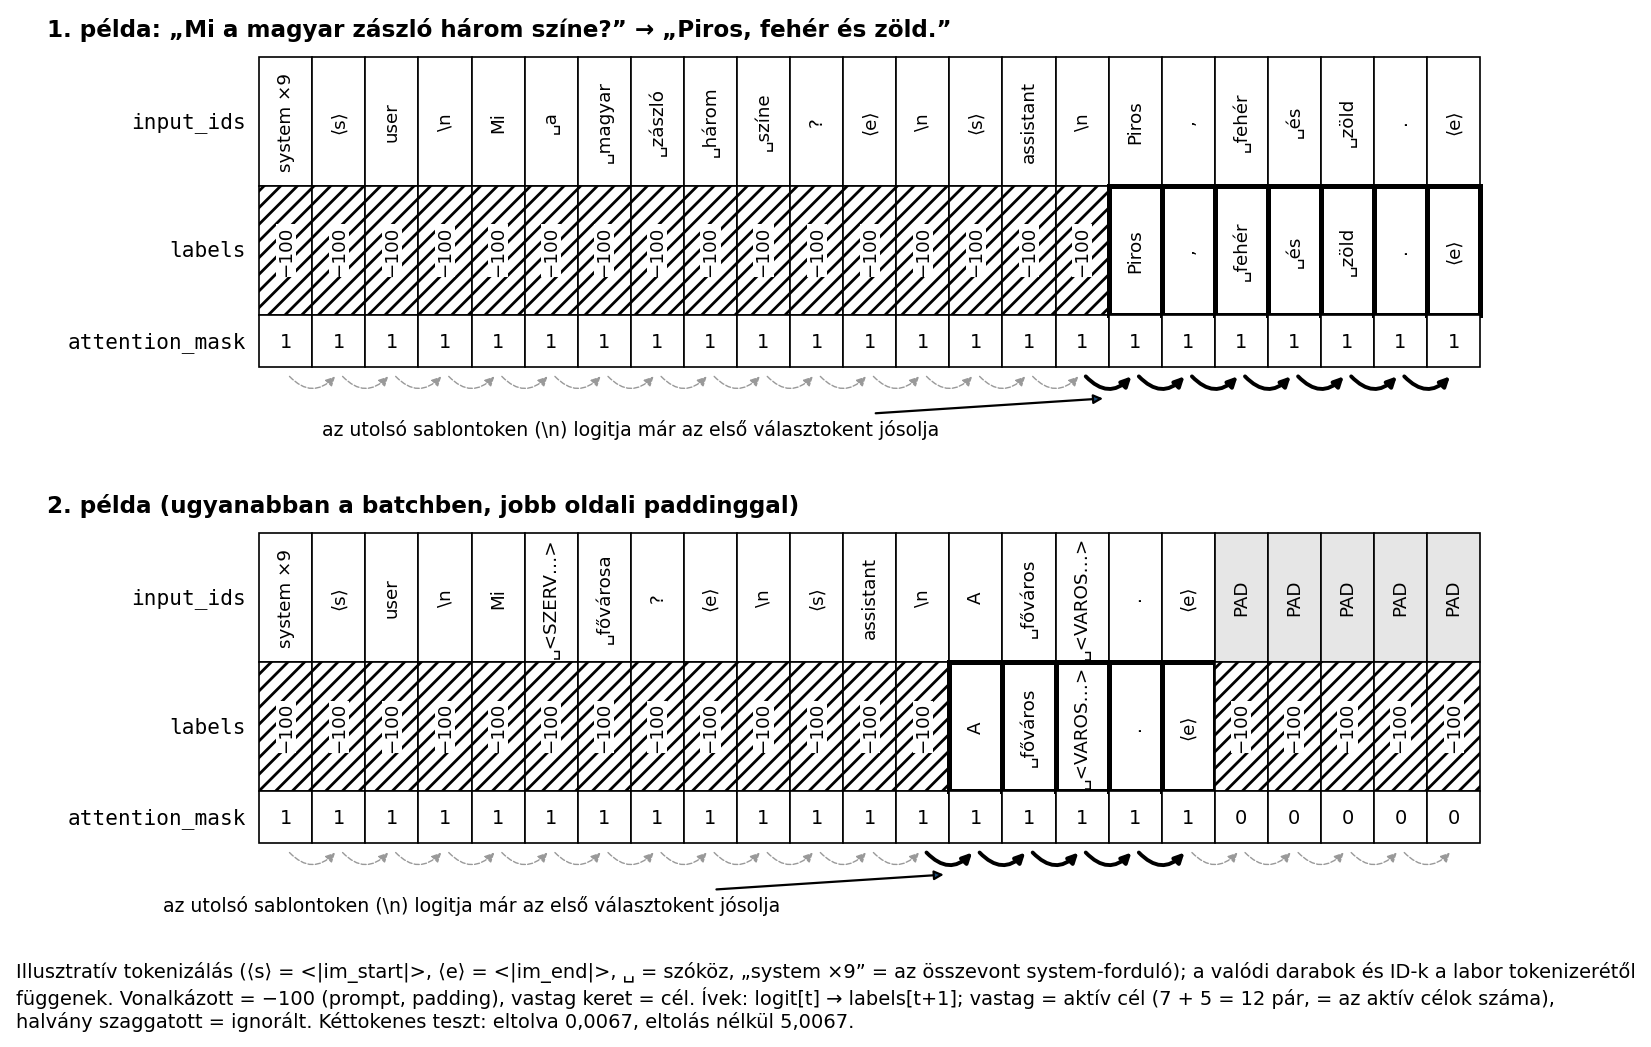 1. példa: „Mi a magyar zászló három színe?” → „Piros, fehér és zöld.”
input_ids system ×9 ⟨s⟩ user \n Mi ␣a ␣magyar ␣zászló ␣három ␣színe ? ⟨e⟩ \n ⟨s⟩ assistant \n Piros , ␣fehér ␣és ␣zöld . ⟨e⟩
labels −100 −100 −100 −100 −100 −100 −100 −100 −100 −100 −100 −100 −100 −100 −100 −100 Piros , ␣fehér ␣és ␣zöld . ⟨e⟩
attention_mask 1 1 1 1 1 1 1 1 1 1 1 1 1 1 1 1 1 1 1 1 1 1 1
az utolsó sablontoken (\n) logitja már az első választokent jósolja
2. példa (ugyanabban a batchben, jobb oldali paddinggal)
input_ids system ×9 ⟨s⟩ user \n Mi ␣<SZERV...> ␣fővárosa ? ⟨e⟩ \n ⟨s⟩ assistant \n A ␣főváros ␣<VAROS...> . ⟨e⟩ PAD PAD PAD PAD PAD
labels −100 −100 −100 −100 −100 −100 −100 −100 −100 −100 −100 −100 −100 A ␣főváros ␣<VAROS...> . ⟨e⟩ −100 −100 −100 −100 −100
attention_mask 1 1 1 1 1 1 1 1 1 1 1 1 1 1 1 1 1 1 0 0 0 0 0
az utolsó sablontoken (\n) logitja már az első választokent jósolja
Illusztratív tokenizálás (⟨s⟩ = <|im_start|>, ⟨e⟩ = <|im_end|>, ␣ = szóköz, „system ×9” = az összevont system-forduló); a valódi darabok és ID-k a labor tokenizerétől
függenek. Vonalkázott = −100 (prompt, padding), vastag keret = cél. Ívek: logit[t] → labels[t+1]; vastag = aktív cél (7 + 5 = 12 pár, = az aktív célok száma),
halvány szaggatott = ignorált. Kéttokenes teszt: eltolva 0,0067, eltolás nélkül 5,0067.